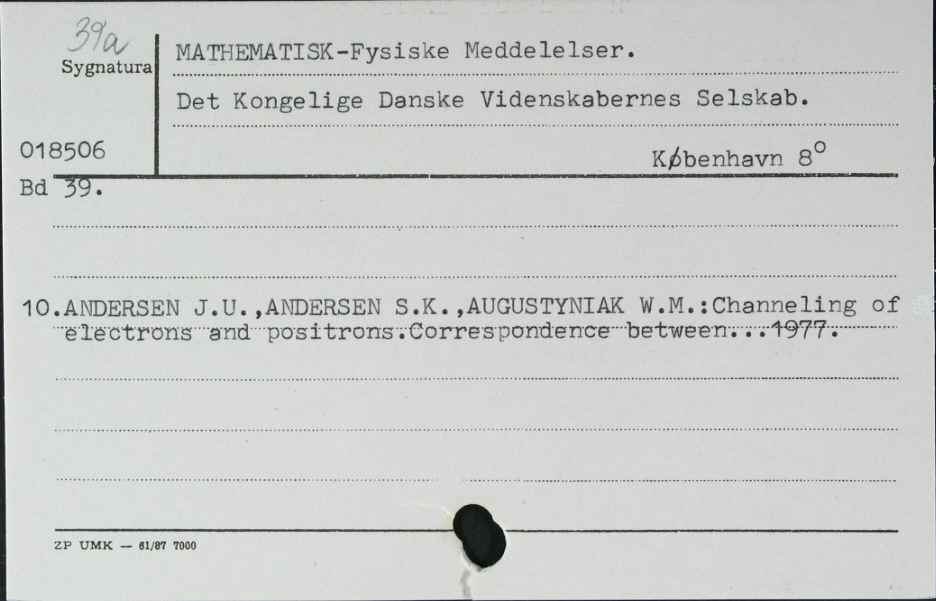 39a
Sygnatura
MATHEMATISK-Fysiske Meddelelser.
Det Kongelige Danske Videnskabernes Selskab.
018506
København 8°
Bd 39.
10.ANDERSEN J.U.,ANDERSEN S.K.,AUGUSTYNIAK W.M.:Channeling of
electrons and positrons.Correspondence between...1977.
ZP UMK — 61/87 7000